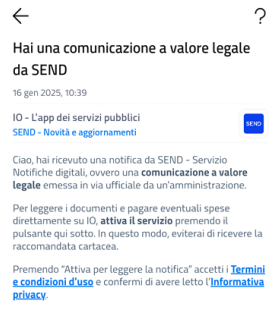 Hai una comunicazione a valore legale
da SEND
16 gen 2025, 10:39
IO - L'app dei servizi pubblici
SEND - Novità e aggiornamenti
SEND
Ciao, hai ricevuto una notifica da SEND - Servizio
Notifiche digitali, ovvero una comunicazione a valore
legale emessa in via ufficiale da un'amministrazione.
Per leggere i documenti e pagare eventuali spese
direttamente su IO, attiva il servizio premendo il
pulsante qui sotto. In questo modo, eviterai di ricevere la
raccomandata cartacea.
Premendo "Attiva per leggere la notifica" accetti i Termini
e condizioni d'uso e confermi di avere letto l'Informativa
privacy.